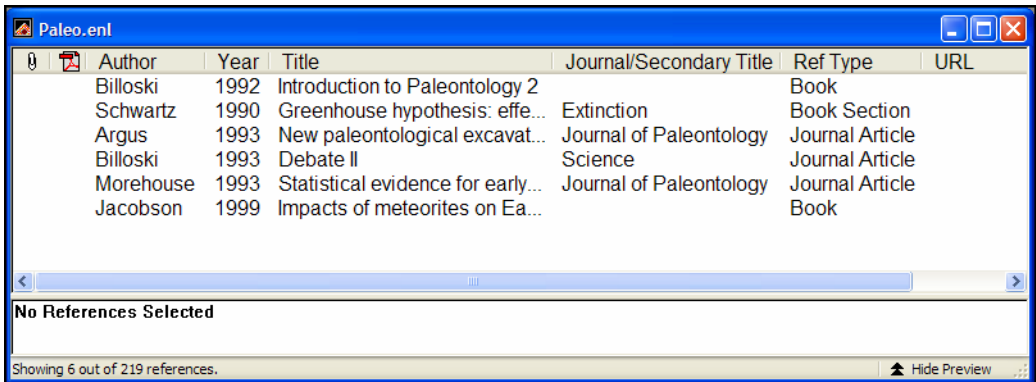 Paleo.enl
Author Year Title Journal/Secondary Title Ref Type URL
Billoski 1992 Introduction to Paleontology 2 Book
Schwartz 1990 Greenhouse hypothesis: effe... Extinction Book Section
Argus 1993 New paleontological excavat... Journal of Paleontology Journal Article
Billoski 1993 Debate II Science Journal Article
Morehouse 1993 Statistical evidence for early... Journal of Paleontology Journal Article
Jacobson 1999 Impacts of meteorites on Ea... Book
No References Selected
Showing 6 out of 219 references. Hide Preview